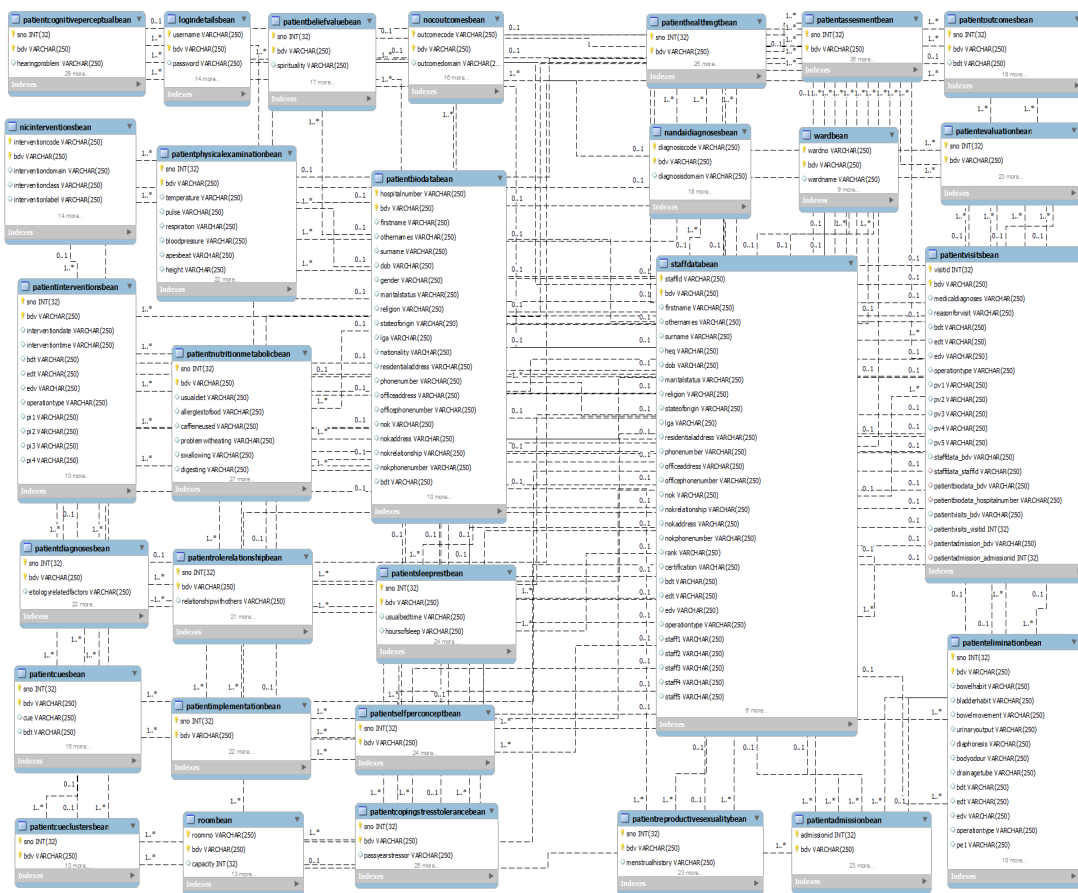 patientcognitiveperceptualbean
sno INT(32)
bdv VARCHAR(250)
hearingproblem VARCHAR(250)
29 more...
Indexes
logindetailsbean
username VARCHAR(250)
bdv VARCHAR(250)
password VARCHAR(250)
14 more...
Indexes
patientbeliefvaluebean
sno INT(32)
bdv VARCHAR(250)
spirituality VARCHAR(250)
17 more...
Indexes
nocoutcomesbean
outcomecode VARCHAR(250)
bdv VARCHAR(250)
outcomedomain VARCHAR(2...
16 more...
Indexes
patienthealthmgtbean
sno INT(32)
bdv VARCHAR(250)
26 more...
Indexes
patientassesmentbean
sno INT(32)
bdv VARCHAR(250)
35 more...
Indexes
patientoutcomesbean
sno INT(32)
bdv VARCHAR(250)
bdt VARCHAR(250)
18 more...
Indexes
nicinterventionsbean
interventioncode VARCHAR(250)
bdv VARCHAR(250)
interventiondomain VARCHAR(250)
interventionclass VARCHAR(250)
interventionlabel VARCHAR(250)
14 more...
Indexes
patientphysicalexaminationbean
sno INT(32)
bdv VARCHAR(250)
temperature VARCHAR(250)
pulse VARCHAR(250)
respiration VARCHAR(250)
bloodpressure VARCHAR(250)
apexbeat VARCHAR(250)
height VARCHAR(250)
22 more...
Indexes
patientbiodatabean
hospitalnumber VARCHAR(250)
bdv VARCHAR(250)
firstname VARCHAR(250)
othernames VARCHAR(250)
surname VARCHAR(250)
dob VARCHAR(250)
gender VARCHAR(250)
maritalstatus VARCHAR(250)
religion VARCHAR(250)
stateoforigin VARCHAR(250)
lga VARCHAR(250)
nationality VARCHAR(250)
residentialaddress VARCHAR(250)
phonenumber VARCHAR(250)
officeaddress VARCHAR(250)
officephonenumber VARCHAR(250)
nok VARCHAR(250)
nokaddress VARCHAR(250)
nokrelationship VARCHAR(250)
nokphonenumber VARCHAR(250)
bdt VARCHAR(250)
10 more...
Indexes
nandaidiagnosesbean
diagnosiscode VARCHAR(250)
bdv VARCHAR(250)
diagnosisdomain VARCHAR(250)
18 more...
Indexes
wardbean
wardno VARCHAR(250)
bdv VARCHAR(250)
wardname VARCHAR(250)
9 more...
Indexes
patientevaluationbean
sno INT(32)
bdv VARCHAR(250)
23 more...
Indexes
staffdatabean
staffid VARCHAR(250)
bdv VARCHAR(250)
firstname VARCHAR(250)
othernames VARCHAR(250)
surname VARCHAR(250)
heq VARCHAR(250)
dob VARCHAR(250)
maritalstatus VARCHAR(250)
religion VARCHAR(250)
stateoforigin VARCHAR(250)
lga VARCHAR(250)
residentialaddress VARCHAR(250)
phonenumber VARCHAR(250)
officeaddress VARCHAR(250)
officephonenumber VARCHAR(250)
nok VARCHAR(250)
nokrelationship VARCHAR(250)
nokaddress VARCHAR(250)
nokphonenumber VARCHAR(250)
rank VARCHAR(250)
certification VARCHAR(250)
bdt VARCHAR(250)
edt VARCHAR(250)
edv VARCHAR(250)
operationtype VARCHAR(250)
staff1 VARCHAR(250)
staff2 VARCHAR(250)
staff3 VARCHAR(250)
staff4 VARCHAR(250)
staff5 VARCHAR(250)
6 more...
Indexes
patientvisitsbean
visitid INT(32)
bdv VARCHAR(250)
medicaldiagnoses VARCHAR(250)
reasonforvisit VARCHAR(250)
bdt VARCHAR(250)
edt VARCHAR(250)
edv VARCHAR(250)
operationtype VARCHAR(250)
pv1 VARCHAR(250)
pv2 VARCHAR(250)
pv3 VARCHAR(250)
pv4 VARCHAR(250)
pv5 VARCHAR(250)
staffdata_bdv VARCHAR(250)
staffdata_staffid VARCHAR(250)
patientbiodata_bdv VARCHAR(250)
patientbiodata_hospitalnumber VARCHAR(250)
patientvisits_bdv VARCHAR(250)
patientvisits_visitid INT(32)
patientadmission_bdv VARCHAR(250)
patientadmission_admissionid INT(32)
Indexes
patientinterventionsbean
sno INT(32)
bdv VARCHAR(250)
interventiondate VARCHAR(250)
interventiontime VARCHAR(250)
bdt VARCHAR(250)
edt VARCHAR(250)
edv VARCHAR(250)
operationtype VARCHAR(250)
pi1 VARCHAR(250)
pi2 VARCHAR(250)
pi3 VARCHAR(250)
pi4 VARCHAR(250)
13 more...
Indexes
patientnutritionmetabolicbean
sno INT(32)
bdv VARCHAR(250)
usualdiet VARCHAR(250)
allergiestofood VARCHAR(250)
caffeineused VARCHAR(250)
problemwitheating VARCHAR(250)
swallowing VARCHAR(250)
digesting VARCHAR(250)
27 more...
Indexes
patientdiagnosesbean
sno INT(32)
bdv VARCHAR(250)
etiologyrelatedfactors VARCHAR(250)
22 more...
Indexes
patientrolerelationshipbean
sno INT(32)
bdv VARCHAR(250)
relationshipwithothers VARCHAR(250)
21 more...
Indexes
patientsleeprestbean
sno INT(32)
bdv VARCHAR(250)
usualbedtime VARCHAR(250)
hoursofsleep VARCHAR(250)
24 more...
Indexes
patienteliminationbean
sno INT(32)
bdv VARCHAR(250)
bowelhabit VARCHAR(250)
bladderhabit VARCHAR(250)
bowelmovement VARCHAR(250)
urinaryoutput VARCHAR(250)
diaphoresis VARCHAR(250)
bodyodour VARCHAR(250)
drainagetube VARCHAR(250)
bdt VARCHAR(250)
edt VARCHAR(250)
edv VARCHAR(250)
operationtype VARCHAR(250)
pe1 VARCHAR(250)
10 more...
Indexes
patientcuesbean
sno INT(32)
bdv VARCHAR(250)
cue VARCHAR(250)
bdt VARCHAR(250)
16 more...
Indexes
patientimplementationbean
sno INT(32)
bdv VARCHAR(250)
22 more...
Indexes
patientselfperconceptbean
sno INT(32)
bdv VARCHAR(250)
24 more...
Indexes
patientcueclustersbean
sno INT(32)
bdv VARCHAR(250)
13 more...
Indexes
roombean
roomno VARCHAR(250)
bdv VARCHAR(250)
capacity INT(32)
13 more...
Indexes
patientcopingstresstolerancebean
sno INT(32)
bdv VARCHAR(250)
passyearstressor VARCHAR(250)
25 more...
Indexes
patientreproductivesexualitybean
sno INT(32)
bdv VARCHAR(250)
menstrualhistory VARCHAR(250)
23 more...
Indexes
patientadmissionbean
admissionid INT(32)
bdv VARCHAR(250)
23 more...
Indexes